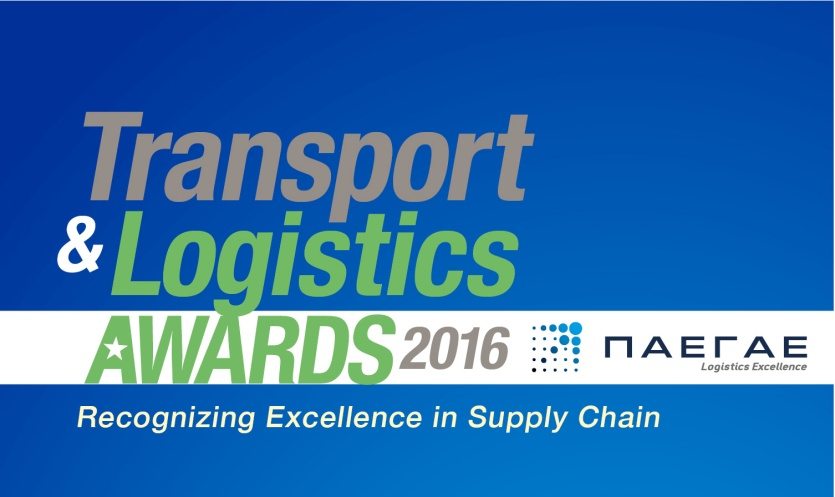 Transport
& Logistics
AWARDS 2016
ΠΑΕΓΑΕ
Logistics Excellence
Recognizing Excellence in Supply Chain